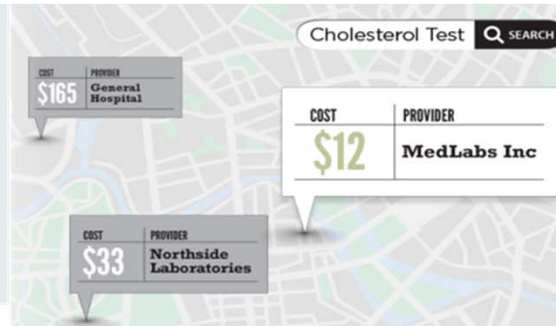 Cholesterol Test SEARCH
COST PROVIDER
$165 General
Hospital
COST PROVIDER
$12 MedLabs Inc
COST PROVIDER
$33 Northside
Laboratories